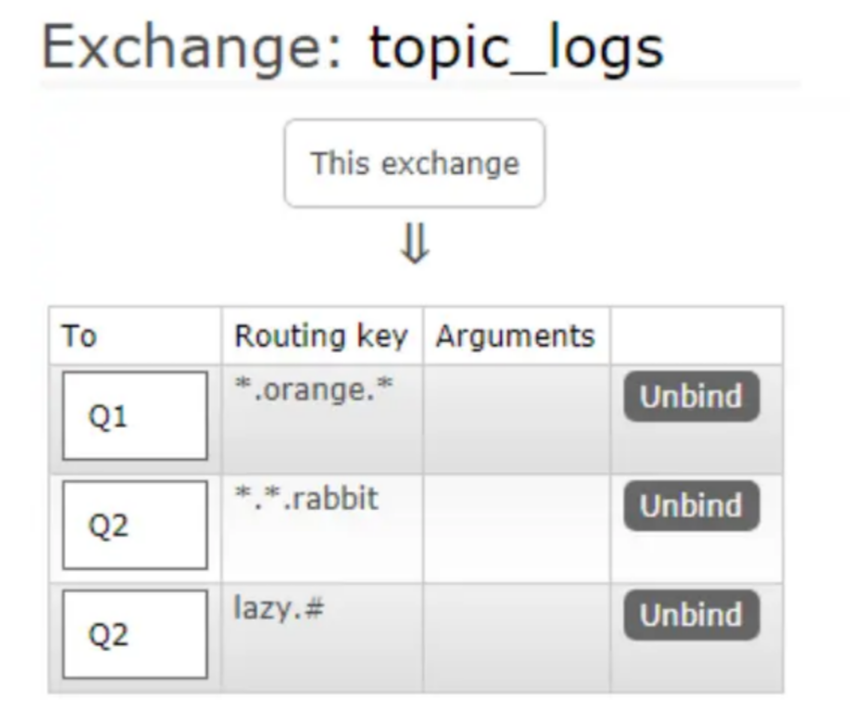 Exchange: topic_logs
This exchange
⇓
To Routing key Arguments
Q1 *.orange.* Unbind
Q2 *.*.rabbit Unbind
Q2 lazy.# Unbind